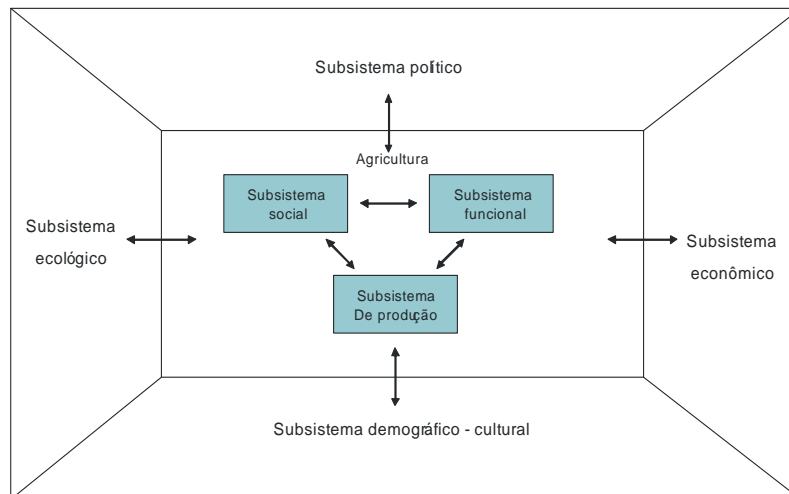 Subsistema político
Agricultura
Subsistema
social
Subsistema
funcional
Subsistema
ecológico
Subsistema
econômico
Subsistema
De produção
Subsistema demográfico - cultural